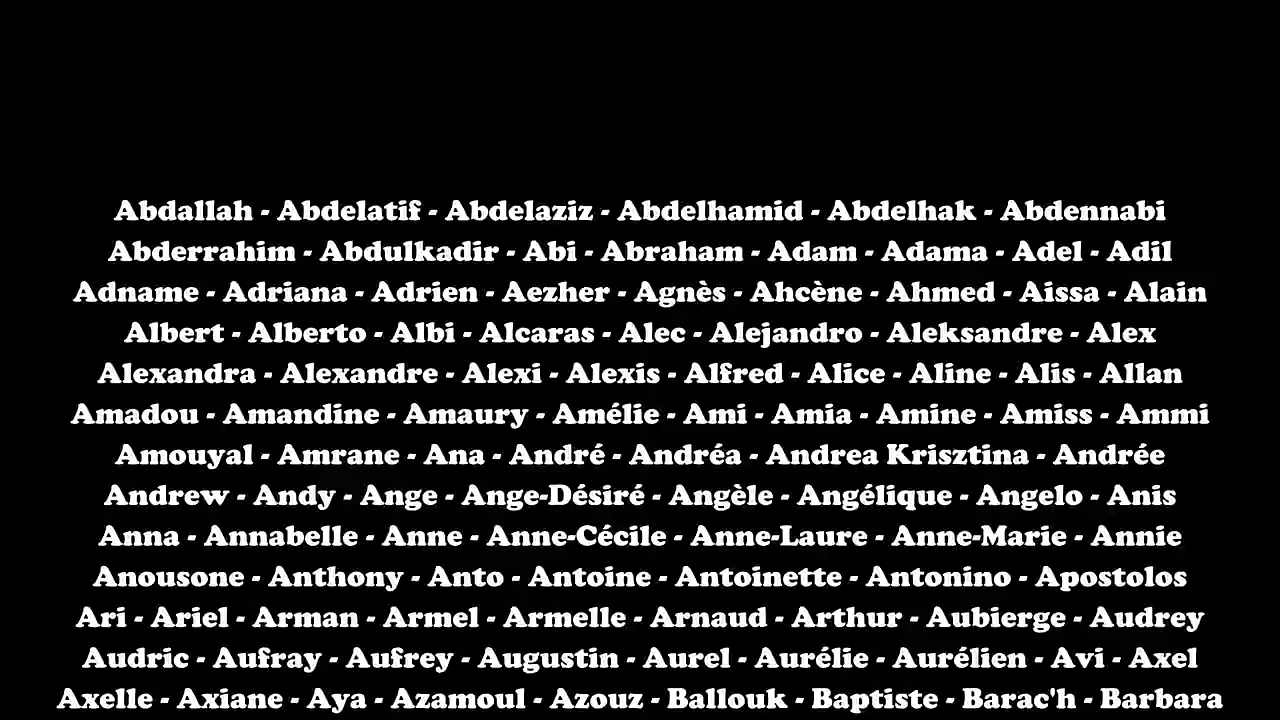 Abdallah - Abdelatif - Abdelaziz - Abdelhamid - Abdelhak - Abdennabi
Abderrahim - Abdulkadir - Abi - Abraham - Adam - Adama - Adel - Adil
Adname - Adriana - Adrien - Aezher - Agnès - Ahcène - Ahmed - Aissa - Alain
Albert - Alberto - Albi - Alcaras - Alec - Alejandro - Aleksandre - Alex
Alexandra - Alexandre - Alexi - Alexis - Alfred - Alice - Aline - Alis - Allan
Amadou - Amandine - Amaury - Amélie - Ami - Amia - Amine - Amiss - Ammi
Amouyal - Amrane - Ana - André - Andréa - Andrea Krisztina - Andrée
Andrew - Andy - Ange - Ange-Désiré - Angèle - Angélique - Angelo - Anis
Anna - Annabelle - Anne - Anne-Cécile - Anne-Laure - Anne-Marie - Annie
Anousone - Anthony - Anto - Antoine - Antoinette - Antonino - Apostolos
Ari - Ariel - Arman - Armel - Armelle - Arnaud - Arthur - Aubierge - Audrey
Audric - Aufray - Aufrey - Augustin - Aurel - Aurélie - Aurélien - Avi - Axel
Axelle - Axiane - Aya - Azamoul - Azouz - Ballouk - Baptiste - Barac'h - Barbara